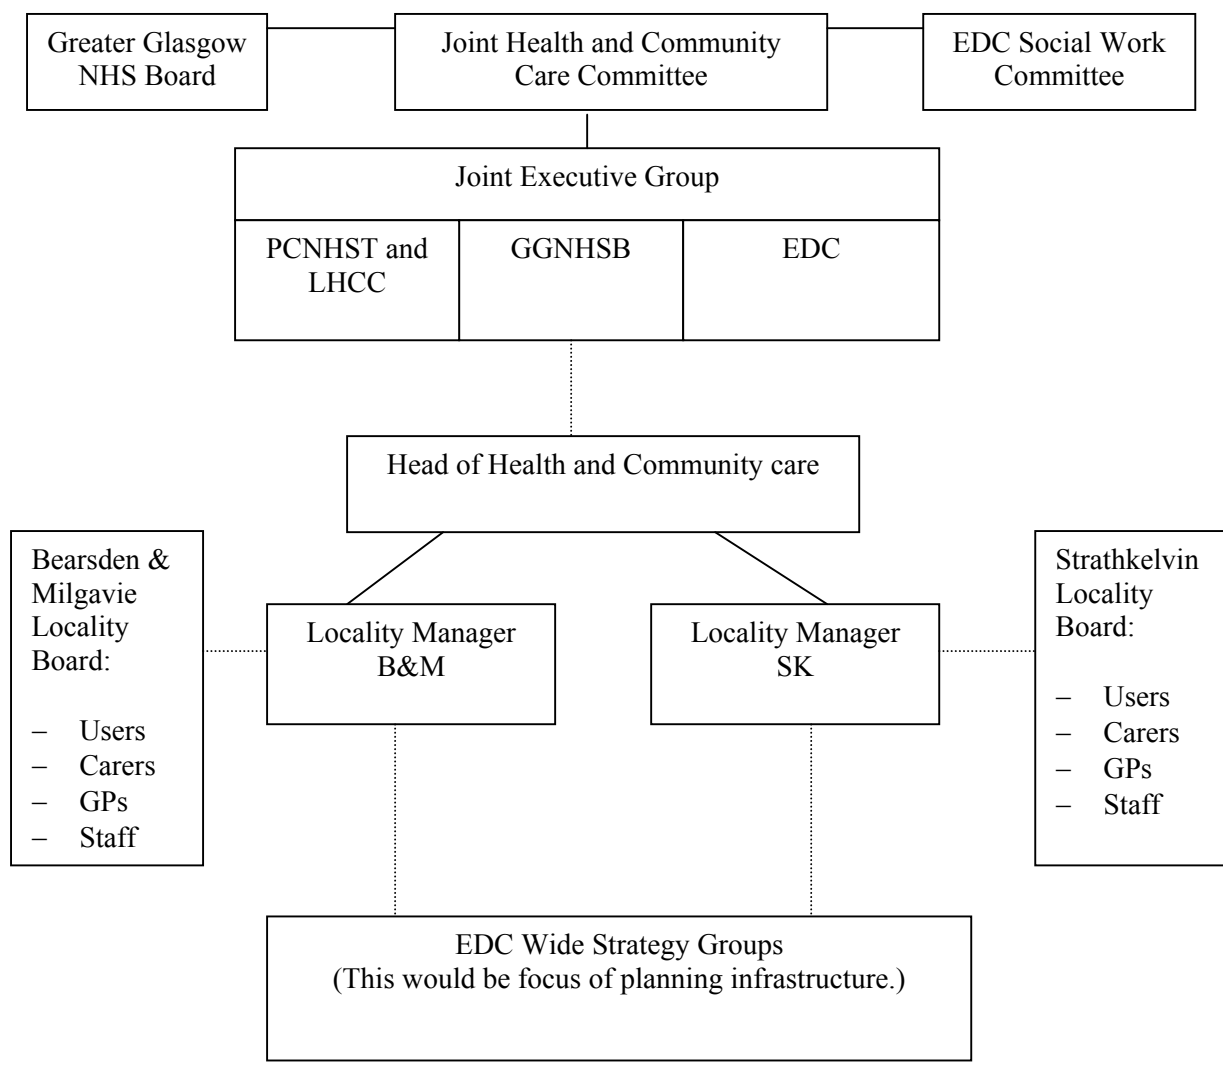 Greater Glasgow
NHS Board
Joint Health and Community
Care Committee
EDC Social Work
Committee
Joint Executive Group
PCNHST and
LHCC
GGNHSB
EDC
Head of Health and Community care
Bearsden &
Milgavie
Locality
Board:
– Users
– Carers
– GPs
– Staff
Locality Manager
B&M
Locality Manager
SK
Strathkelvin
Locality
Board:
– Users
– Carers
– GPs
– Staff
EDC Wide Strategy Groups
(This would be focus of planning infrastructure.)